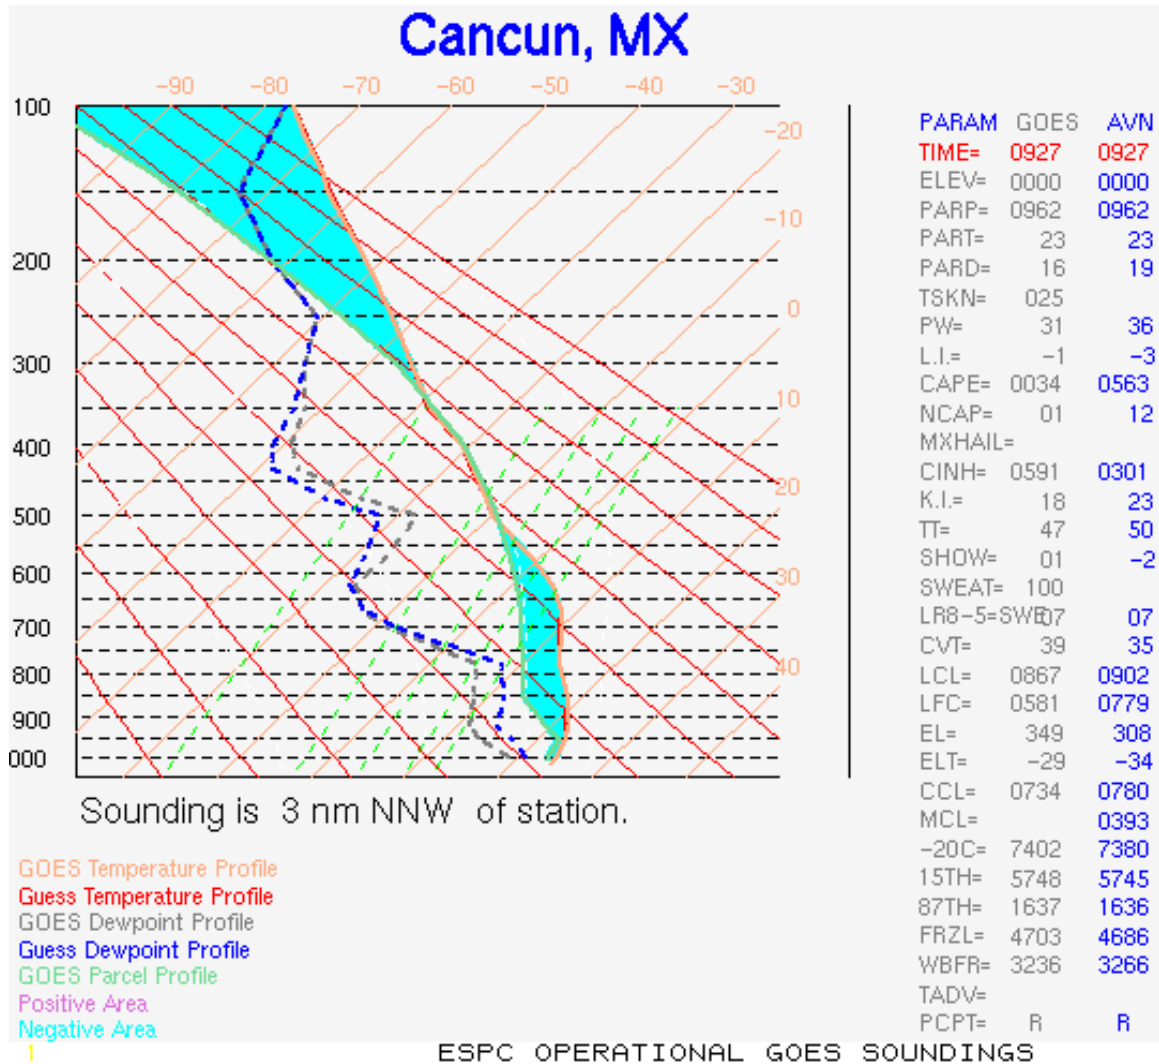 Cancun, MX
-90 -80 -70 -60 -50 -40 -30
100
-20
-10
200
0
300
10
400
20
500
600
30
700
800
40
900
000
Sounding is 3 nm NNW of station.
GOES Temperature Profile
Guess Temperature Profile
GOES Dewpoint Profile
Guess Dewpoint Profile
GOES Parcel Profile
Positive Area
Negative Area
PARAM GOES AVN
TIME= 0927 0927
ELEV= 0000 0000
PARP= 0962 0962
PART= 23 23
PARD= 16 19
TSKN= 025
PW= 31 36
L.I.= -1 -3
CAPE= 0034 0563
NCAP= 01 12
MXHAIL=
CINH= 0591 0301
K.I.= 18 23
TT= 47 50
SHOW= 01 -2
SWEAT= 100
LR8-5=SWE07 07
CVT= 39 35
LCL= 0867 0902
LFC= 0581 0779
EL= 349 308
ELT= -29 -34
CCL= 0734 0780
MCL= 0393
-20C= 7402 7380
15TH= 5748 5745
87TH= 1637 1636
FRZL= 4703 4686
WBFR= 3236 3266
TADV=
PCPT= R R
1 ESPC OPERATIONAL GOES SOUNDINGS